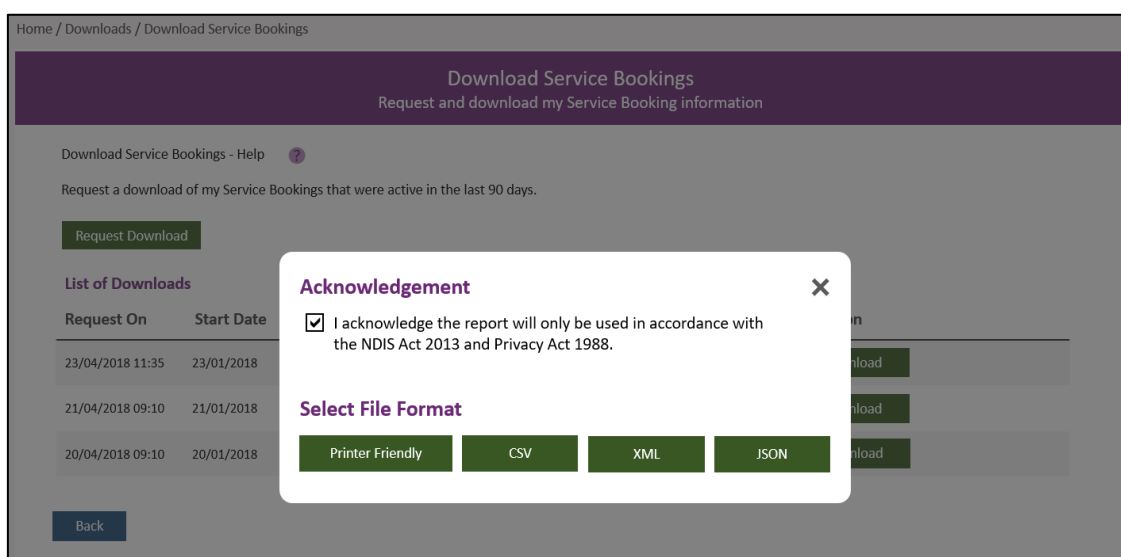 Home / Downloads / Download Service Bookings
Download Service Bookings
Request and download my Service Booking information
Download Service Bookings - Help ?
Request a download of my Service Bookings that were active in the last 90 days.
Request Download
List of Downloads
Acknowledgement
Request On Start Date
I acknowledge the report will only be used in accordance with
the NDIS Act 2013 and Privacy Act 1988.
23/04/2018 11:35 23/01/2018
21/04/2018 09:10 21/01/2018
Select File Format
20/04/2018 09:10 20/01/2018
Printer Friendly CSV XML JSON
Back